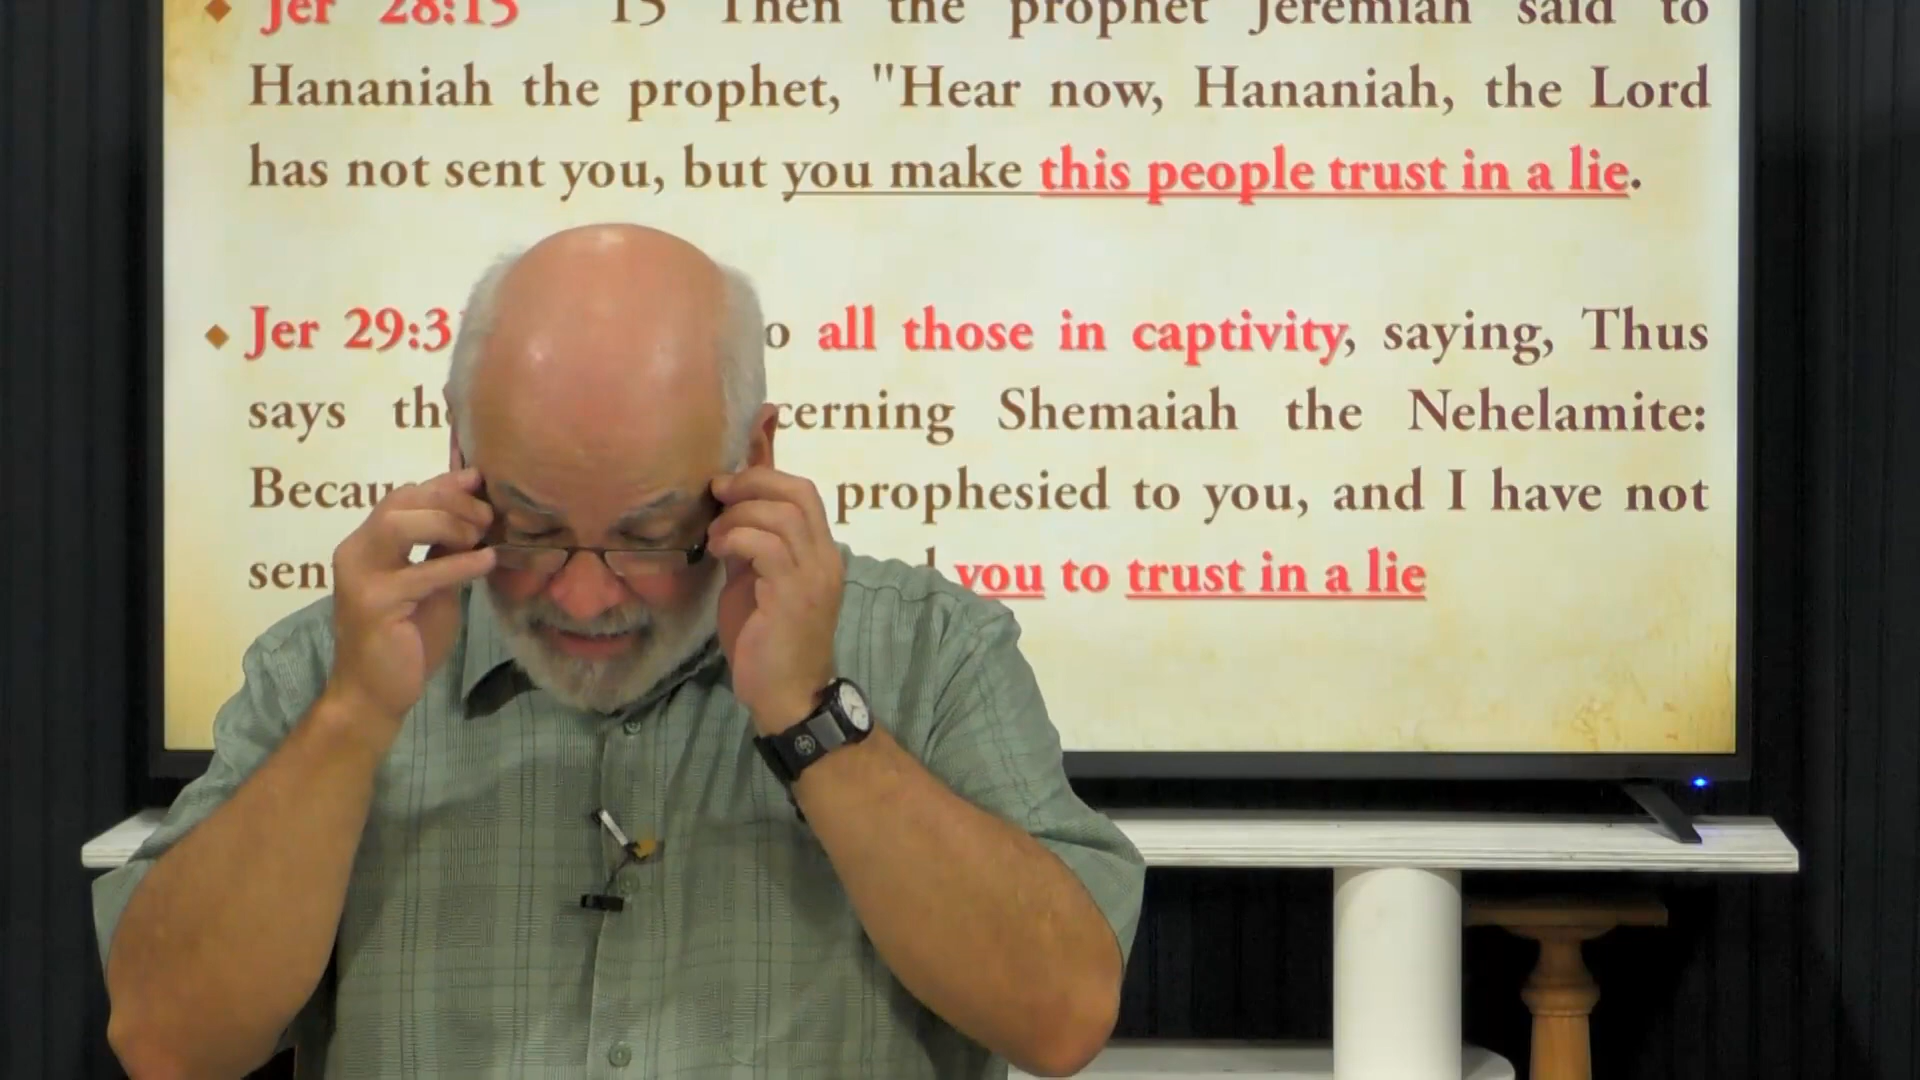 Jer 28:15 15 Then the prophet Jeremiah said to
Hananiah the prophet, "Hear now, Hananiah, the Lord
has not sent you, but you make this people trust in a lie.
Jer 29:3 all those in captivity, saying, Thus
says Shemaiah the Nehelamite:
prophesied to you, and I have not
you to trust in a lie